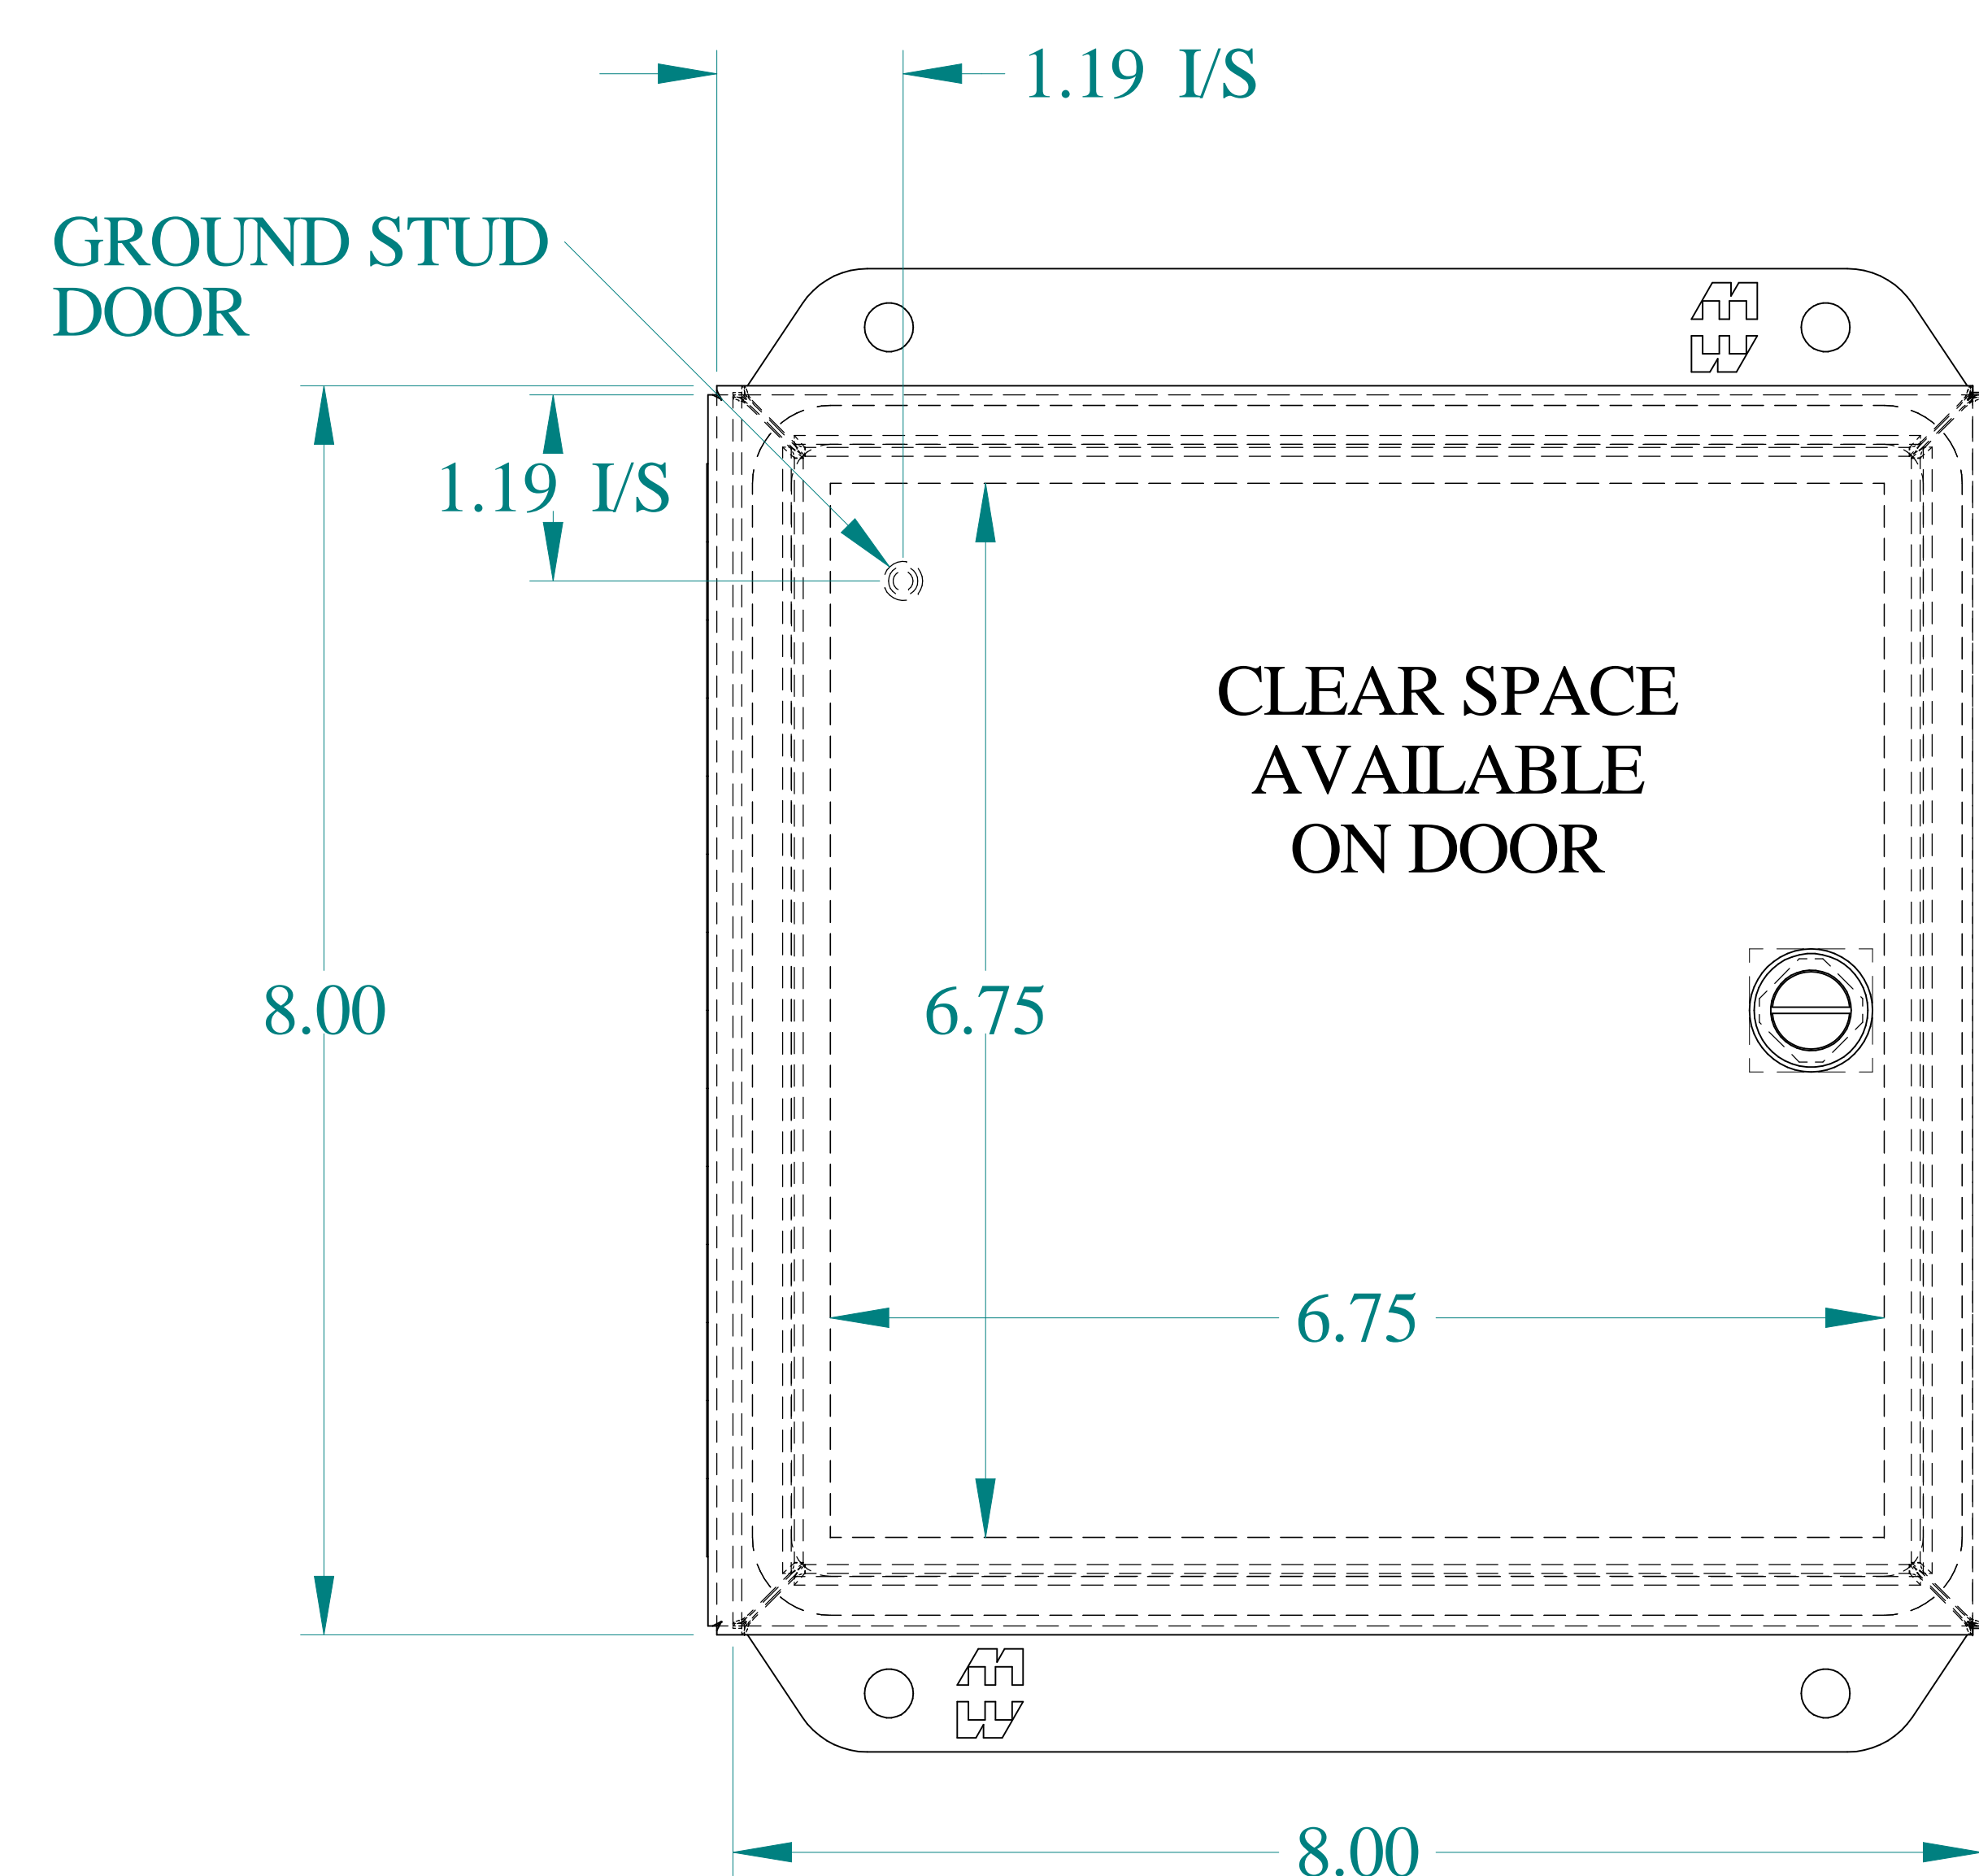 1.19 I/S
GROUND STUD
DOOR
1.19 I/S
CLEAR SPACE
AVAILABLE
ON DOOR
8.00
6.75
6.75
8.00